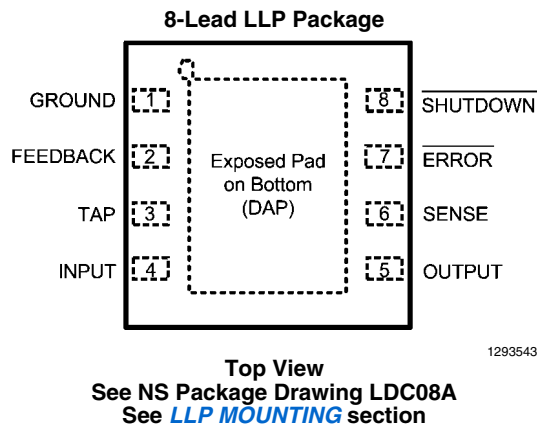 8-Lead LLP Package
GROUND 1 8 SHUTDOWN
FEEDBACK 2 7 ERROR
Exposed Pad
on Bottom
(DAP)
TAP 3 6 SENSE
INPUT 4 5 OUTPUT
1293543
Top View
See NS Package Drawing LDC08A
See LLP MOUNTING section